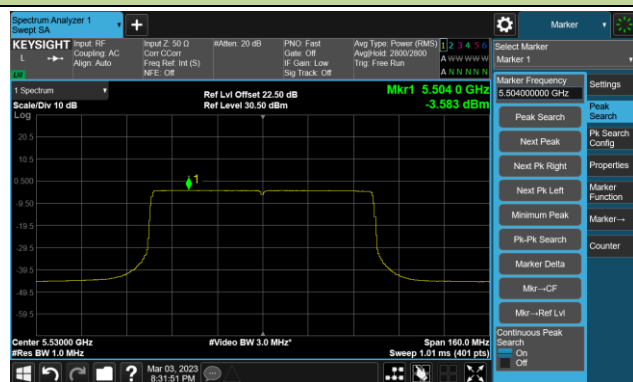 Spectrum Analyzer 1
Swept SA
Marker
KEYSIGHT
L
Input: RF
Coupling: AC
Align: Auto
Input Z: 50 Ω
Corr CCorr
Freq Ref: Int (S)
NFE: Off
#Atten: 20 dB
PNO: Fast
Gate: Off
IF Gain: Low
Sig Track: Off
Avg Type: Power (RMS)
Avg|Hold: 2800/2800
Trig: Free Run
1 2 3 4 5 6
A W W W W W
A N N N N N
Select Marker
Marker 1
1 Spectrum
Scale/Div 10 dB
Log
Ref Lvl Offset 22.50 dB
Ref Level 30.50 dBm
Mkr1 5.504 0 GHz
-3.583 dBm
20.5
10.5
0.500
-9.50
-19.5
-29.5
-39.5
-49.5
-59.5
1
Center 5.53000 GHz
#Res BW 1.0 MHz
#Video BW 3.0 MHz*
Span 160.0 MHz
Sweep 1.01 ms (401 pts)
Marker Frequency
5.504000000 GHz
Peak Search
Next Peak
Next Pk Right
Next Pk Left
Minimum Peak
Pk-Pk Search
Marker Delta
Mkr→CF
Mkr→Ref Lvl
Continuous Peak
Search
On
Off
Settings
Peak
Search
Pk Search
Config
Properties
Marker
Function
Marker→
Counter
Mar 03, 2023
8:31:51 PM